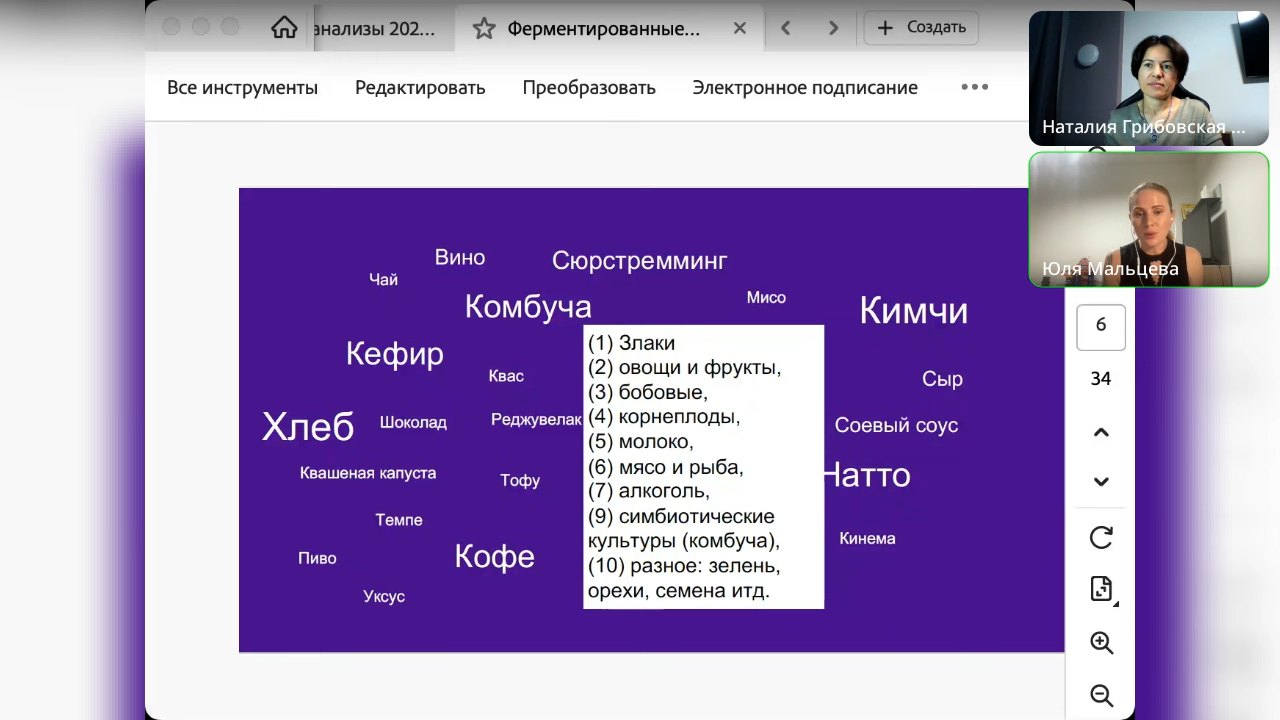 анализы 202...
Ферментированные...
Создать
Все инструменты
Редактировать
Преобразовать
Электронное подписание
Наталия Грибовская ...
Юля Мальцева
Вино
Сюрстремминг
Чай
Комбуча
Мисо
Кимчи
Кефир
Квас
Сыр
Хлеб
Шоколад
Реджувелак
Соевый соус
Квашеная капуста
Тофу
Натто
Темпе
Кинема
Пиво
Кофе
Уксус
(1) Злаки
(2) овощи и фрукты,
(3) бобовые,
(4) корнеплоды,
(5) молоко,
(6) мясо и рыба,
(7) алкоголь,
(9) симбиотические
культуры (комбуча),
(10) разное: зелень,
орехи, семена итд.
6
34